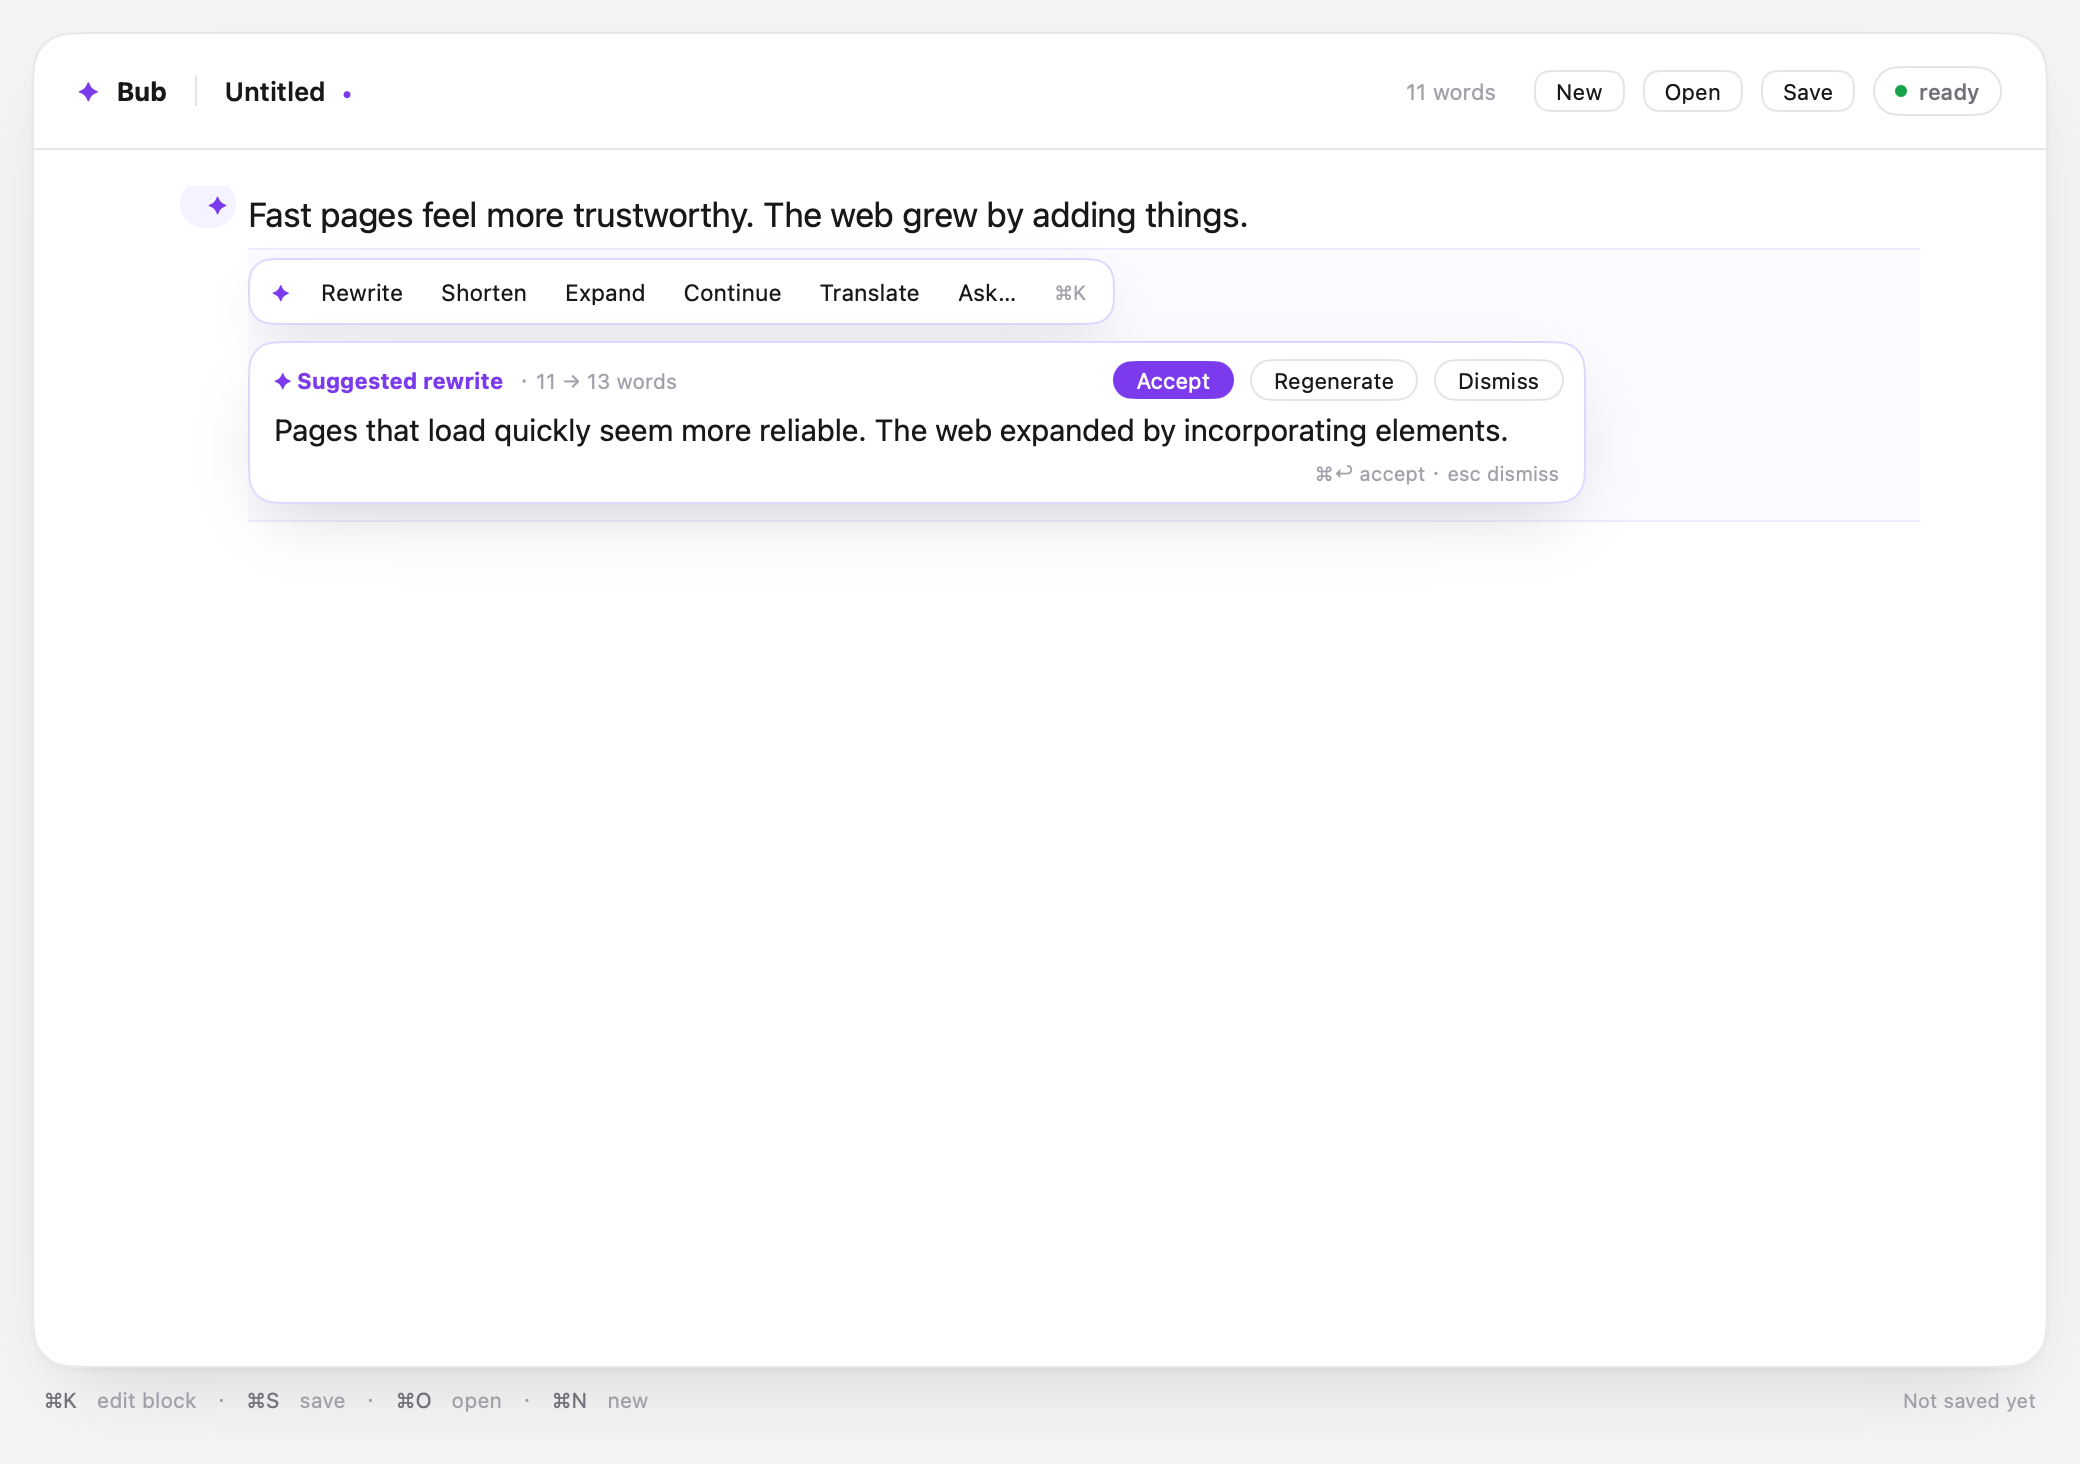 Bub Untitled • 11 words New Open Save ready
Fast pages feel more trustworthy. The web grew by adding things.
Rewrite Shorten Expand Continue Translate Ask... ⌘K
Suggested rewrite · 11 → 13 words Accept Regenerate Dismiss
Pages that load quickly seem more reliable. The web expanded by incorporating elements.
⌘↩ accept · esc dismiss
⌘K edit block · ⌘S save · ⌘O open · ⌘N new Not saved yet